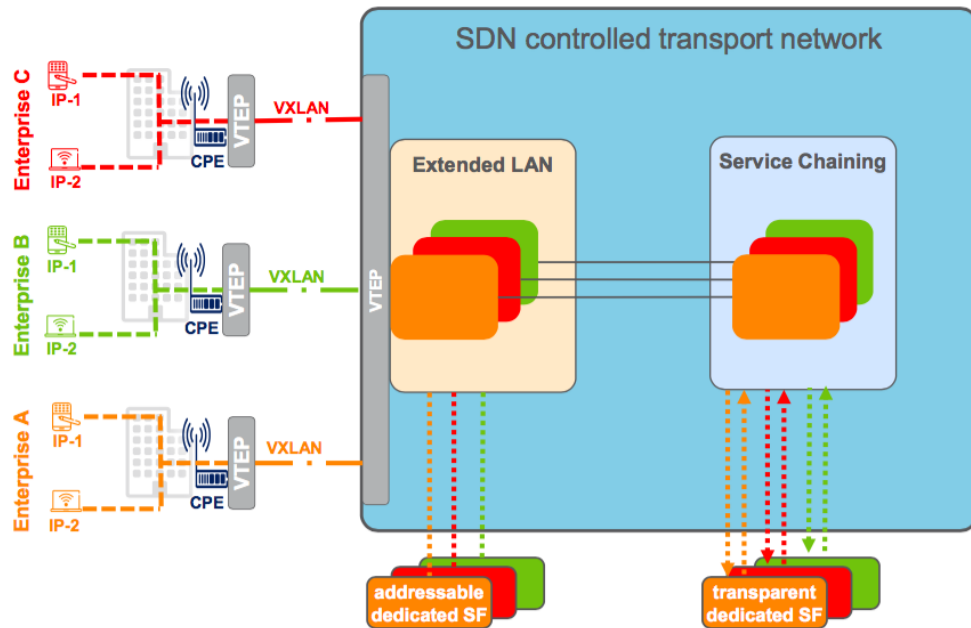 SDN controlled transport network
Enterprise C
IP-1
IP-2
CPE
VTEP
VXLAN
Enterprise B
IP-1
IP-2
CPE
VTEP
VXLAN
Enterprise A
IP-1
IP-2
CPE
VTEP
VXLAN
VTEP
Extended LAN
Service Chaining
addressable
dedicated SF
transparent
dedicated SF